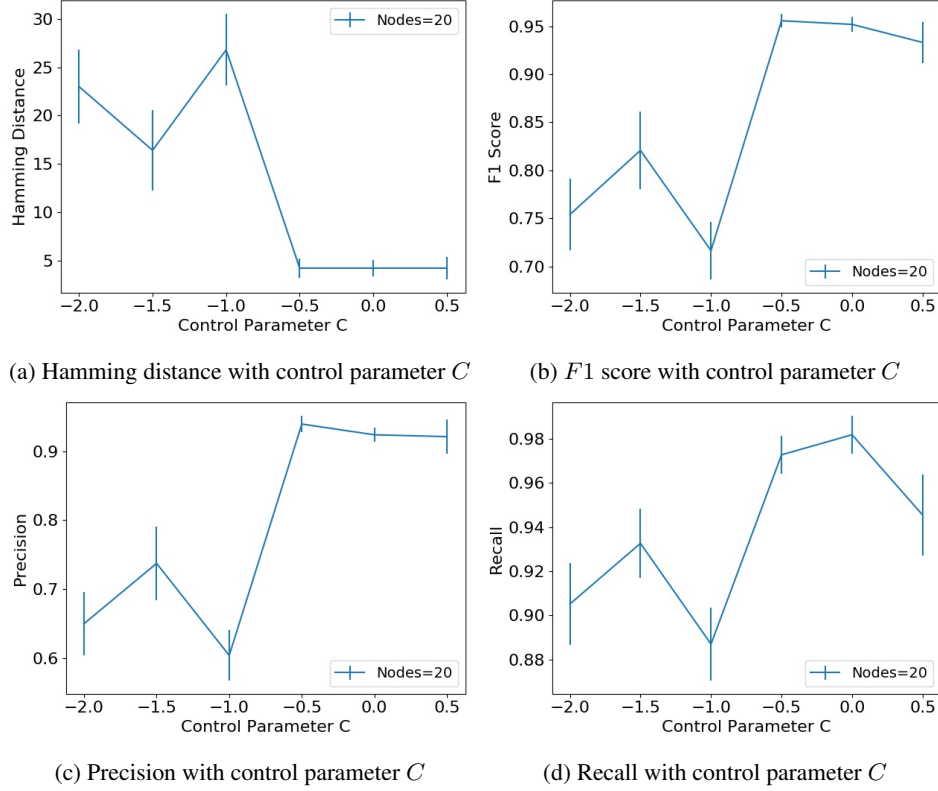 30
25
20
15
10
5
Hamming Distance
Nodes=20
−2.0 −1.5 −1.0 −0.5 0.0 0.5
Control Parameter C
(a) Hamming distance with control parameter C
0.95
0.90
0.85
0.80
0.75
0.70
F1 Score
Nodes=20
−2.0 −1.5 −1.0 −0.5 0.0 0.5
Control Parameter C
(b) F1 score with control parameter C
0.9
0.8
0.7
0.6
Precision
Nodes=20
−2.0 −1.5 −1.0 −0.5 0.0 0.5
Control Parameter C
(c) Precision with control parameter C
0.98
0.96
0.94
0.92
0.90
0.88
Recall
Nodes=20
−2.0 −1.5 −1.0 −0.5 0.0 0.5
Control Parameter C
(d) Recall with control parameter C